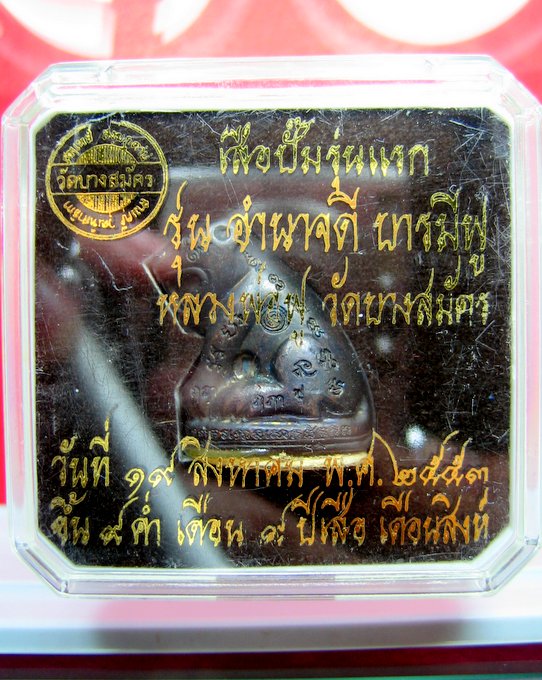 วัดบางสมัคร
เสือปั๊มรุ่นแรก
รุ่น อำนาจดี บารมีฟู
หลวงพ่อฟู วัดบางสมัคร
วันที่ ๑๙ สิงหาคม พ.ศ. ๒๕๕๓
ขึ้น ๙ ค่ำ เดือน ๙ ปีเสือ เดือนสิงห์